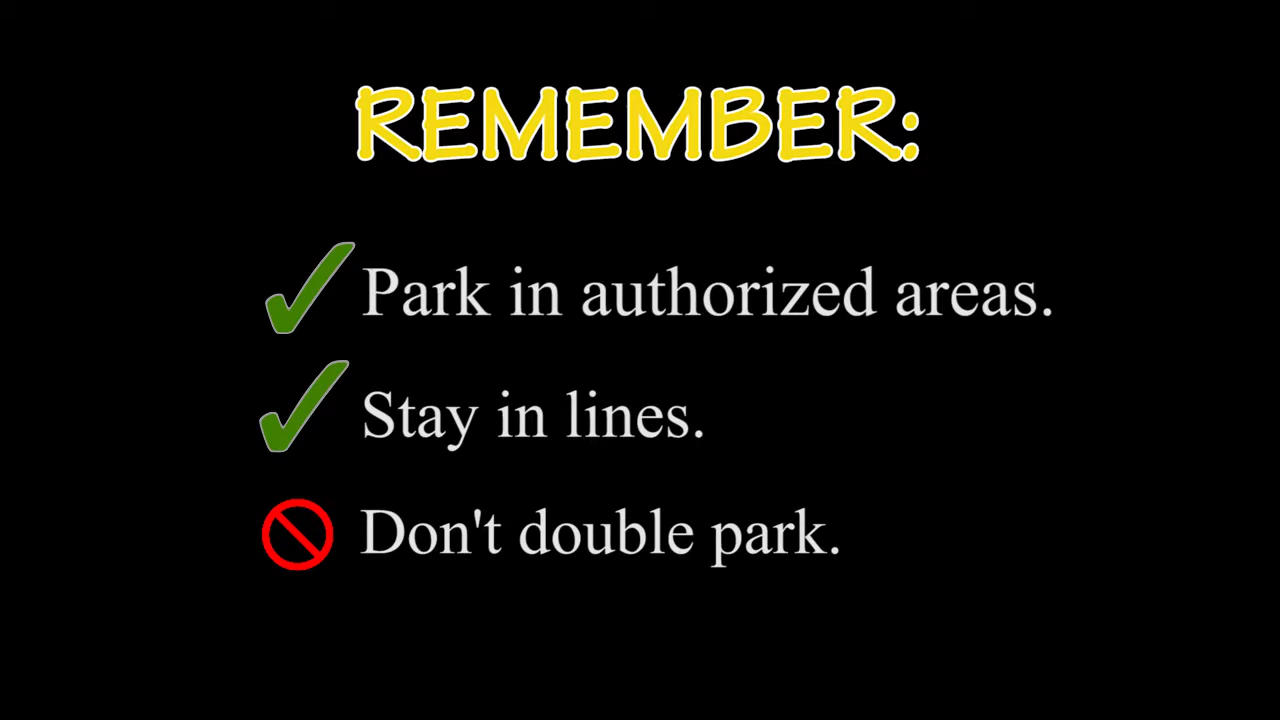 REMEMBER:
Park in authorized areas.
Stay in lines.
Don't double park.